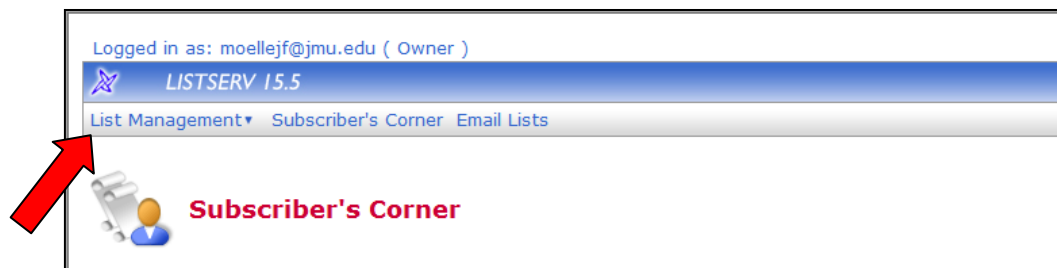 Logged in as: moellejf@jmu.edu ( Owner )
LISTSERV 15.5
List Management▾ Subscriber's Corner Email Lists
Subscriber's Corner